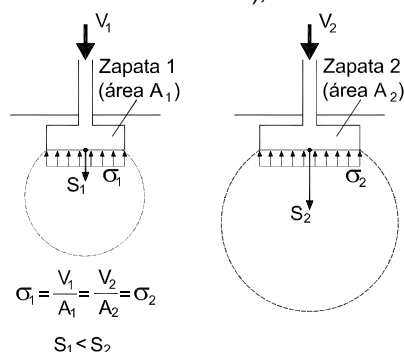 V1
V2
Zapata 1
(área A1)
Zapata 2
(área A2)
S1
σ1
S2
σ2
σ1 = V1/A1 = V2/A2 = σ2
S1 < S2